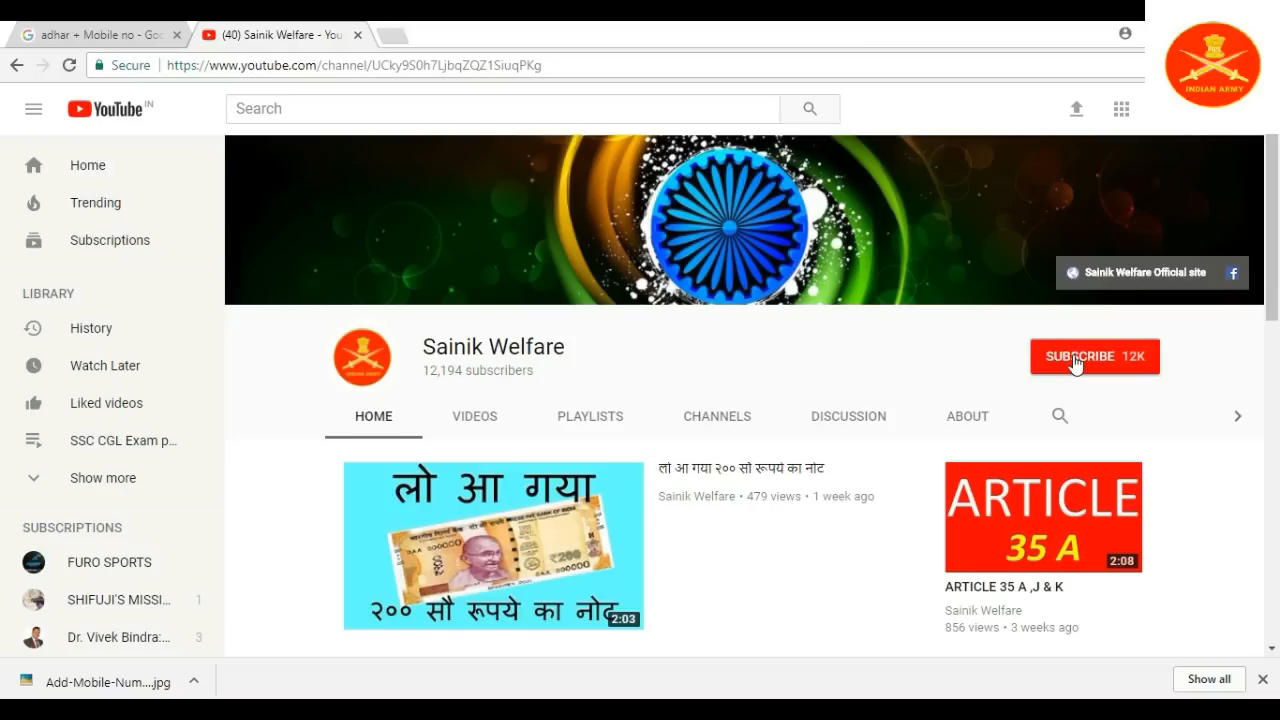 adhar + Mobile no - Goo
(40) Sainik Welfare - You
Secure
https://www.youtube.com/channel/UCky9S0h7LjbqZQZ1SiuqPKg
INDIAN ARMY
YouTube IN
Search
Home
Trending
Subscriptions
LIBRARY
History
Watch Later
Liked videos
SSC CGL Exam p...
Show more
SUBSCRIPTIONS
FURO SPORTS
SHIFUJI'S MISSI... 1
Dr. Vivek Bindra:... 3
Sainik Welfare Official site
Sainik Welfare
12,194 subscribers
SUBSCRIBE 12K
HOME VIDEOS PLAYLISTS CHANNELS DISCUSSION ABOUT
लो आ गया
₹200
२०० सौ रूपये का नोट
2:03
लो आ गया २०० सौ रूपये का नोट
Sainik Welfare • 479 views • 1 week ago
ARTICLE
35 A
2:08
ARTICLE 35 A ,J & K
Sainik Welfare
856 views • 3 weeks ago
Add-Mobile-Num....jpg
Show all